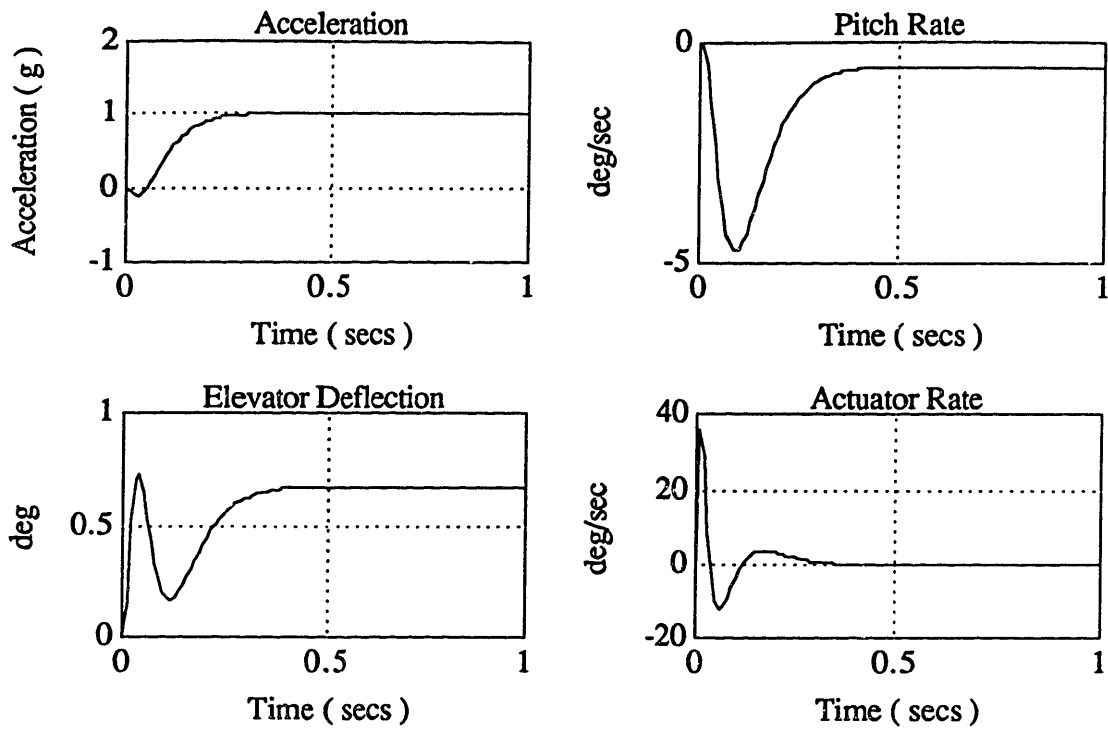 Acceleration
Acceleration ( g )
2
1
0
-1
0
0.5
1
Time ( secs )
Pitch Rate
deg/sec
0
-5
0
0.5
1
Time ( secs )
Elevator Deflection
deg
1
0.5
0
0
0.5
1
Time ( secs )
Actuator Rate
deg/sec
40
20
0
-20
0
0.5
1
Time ( secs )